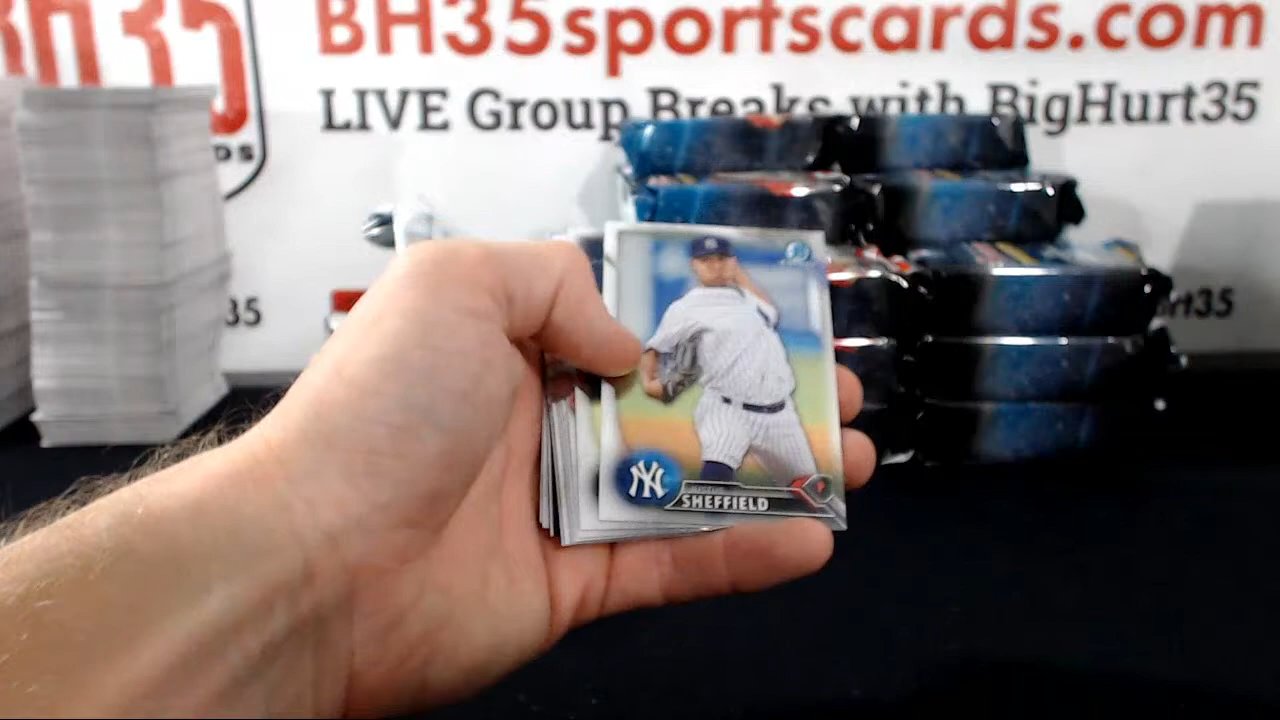 BH35sportscards.com
LIVE Group Breaks with BigHurt35
35
rt35
NY
SHEFFIELD